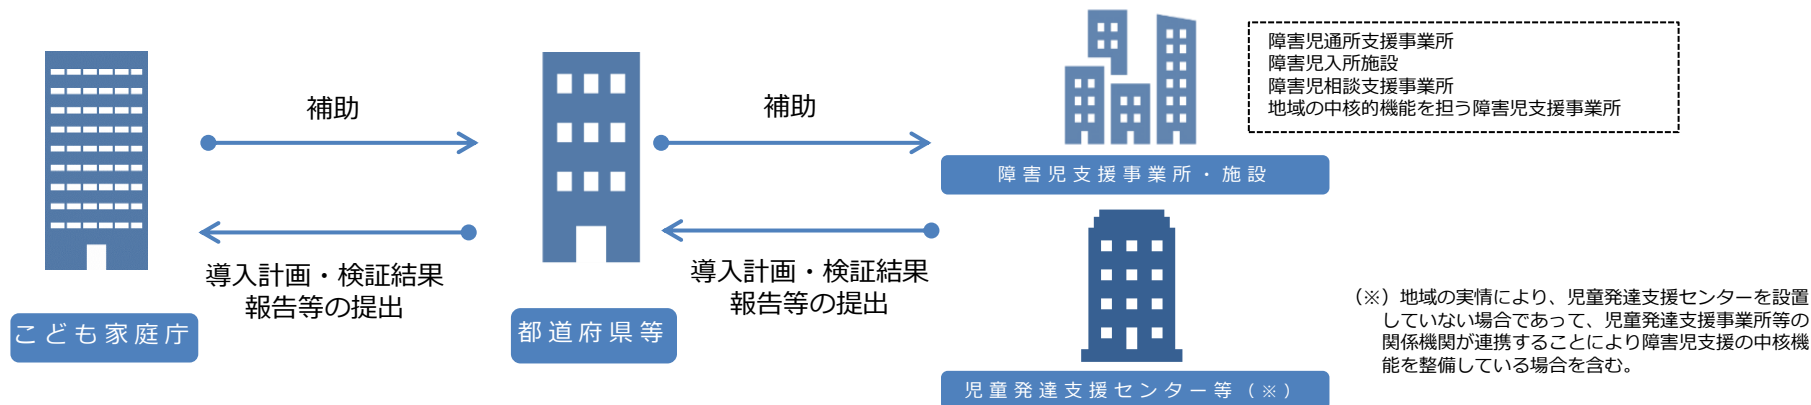 補助
導入計画・検証結果
報告等の提出
こども家庭庁
都道府県等
補助
導入計画・検証結果
報告等の提出
障害児支援事業所・施設
児童発達支援センター等（※）
障害児通所支援事業所
障害児入所施設
障害児相談支援事業所
地域の中核的機能を担う障害児支援事業所
（※）地域の実情により、児童発達支援センターを設置
していない場合であって、児童発達支援事業所等の
関係機関が連携することにより障害児支援の中核機
能を整備している場合を含む。